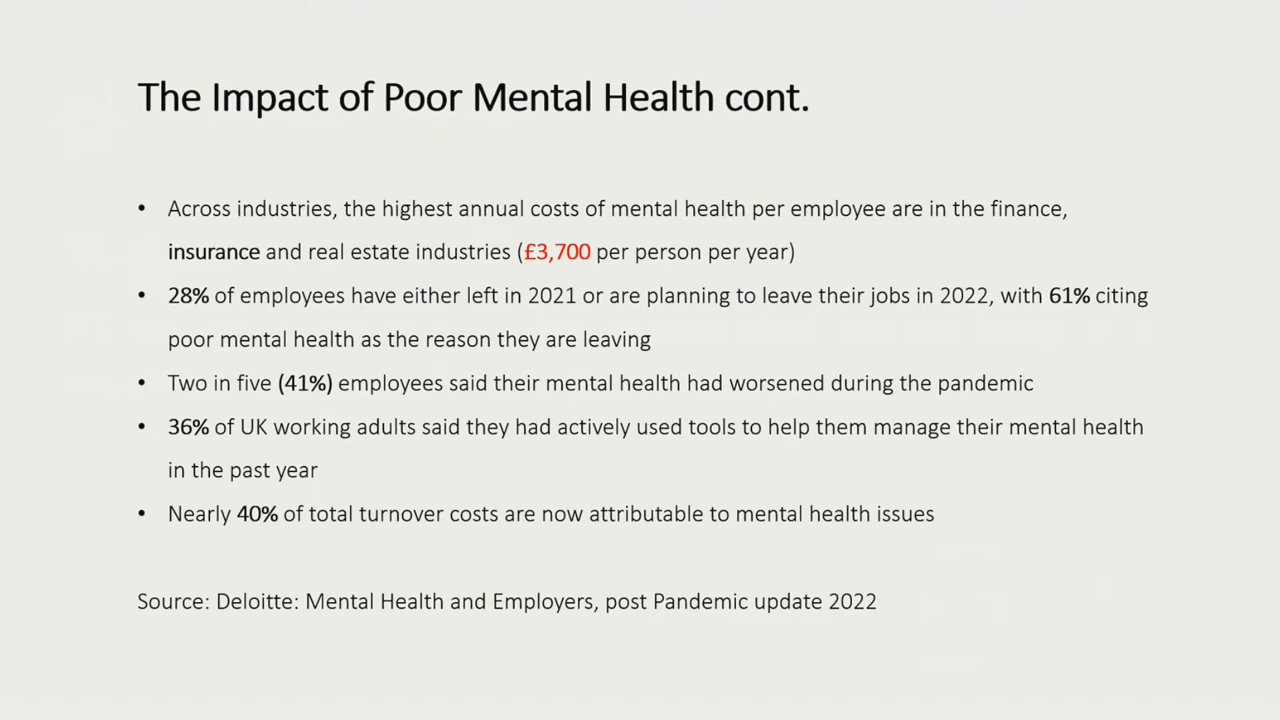 The Impact of Poor Mental Health cont.
• Across industries, the highest annual costs of mental health per employee are in the finance,
insurance and real estate industries (£3,700 per person per year)
• 28% of employees have either left in 2021 or are planning to leave their jobs in 2022, with 61% citing
poor mental health as the reason they are leaving
• Two in five (41%) employees said their mental health had worsened during the pandemic
• 36% of UK working adults said they had actively used tools to help them manage their mental health
in the past year
• Nearly 40% of total turnover costs are now attributable to mental health issues
Source: Deloitte: Mental Health and Employers, post Pandemic update 2022